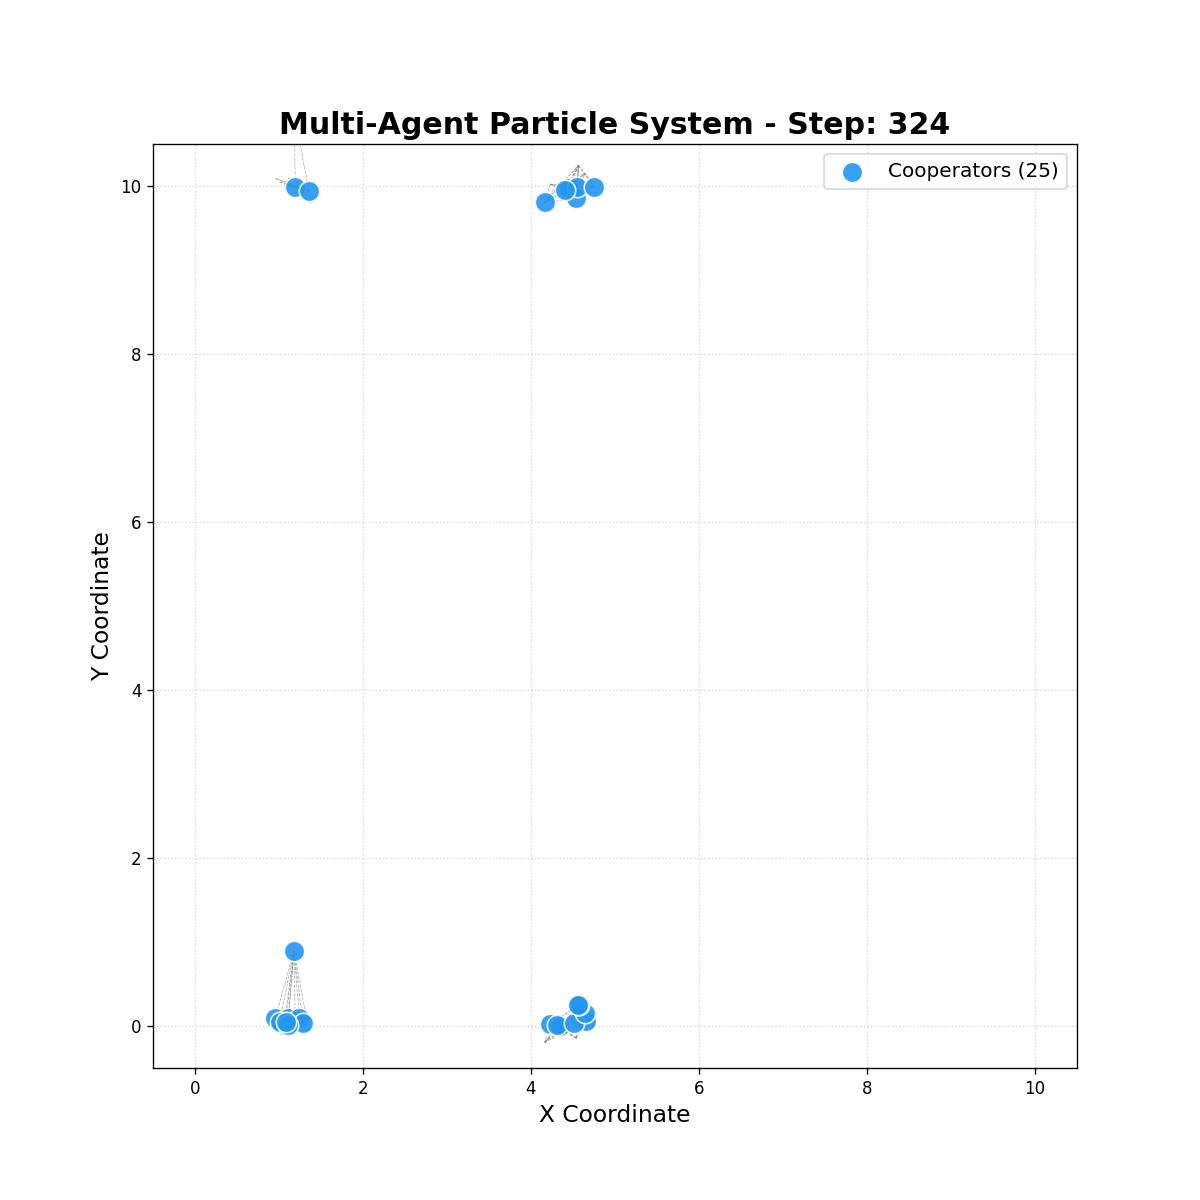 Multi-Agent Particle System - Step: 324
Cooperators (25)
10
8
6
4
2
0
Y Coordinate
0 2 4 6 8 10
X Coordinate